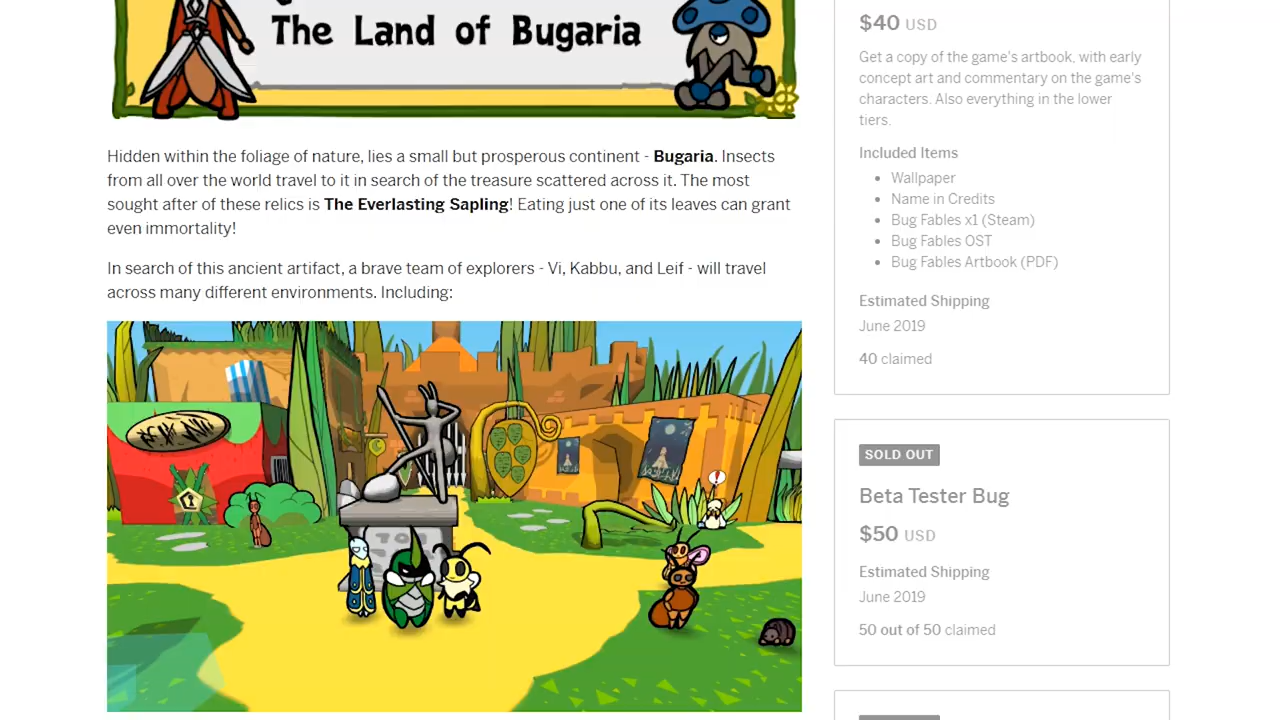 The Land of Bugaria
Hidden within the foliage of nature, lies a small but prosperous continent - Bugaria. Insects
from all over the world travel to it in search of the treasure scattered across it. The most
sought after of these relics is The Everlasting Sapling! Eating just one of its leaves can grant
even immortality!
In search of this ancient artifact, a brave team of explorers - Vi, Kabbu, and Leif - will travel
across many different environments. Including:
$40 USD
Get a copy of the game's artbook, with early
concept art and commentary on the game's
characters. Also everything in the lower
tiers.
Included Items
Wallpaper
Name in Credits
Bug Fables x1 (Steam)
Bug Fables OST
Bug Fables Artbook (PDF)
Estimated Shipping
June 2019
40 claimed
SOLD OUT
Beta Tester Bug
$50 USD
Estimated Shipping
June 2019
50 out of 50 claimed